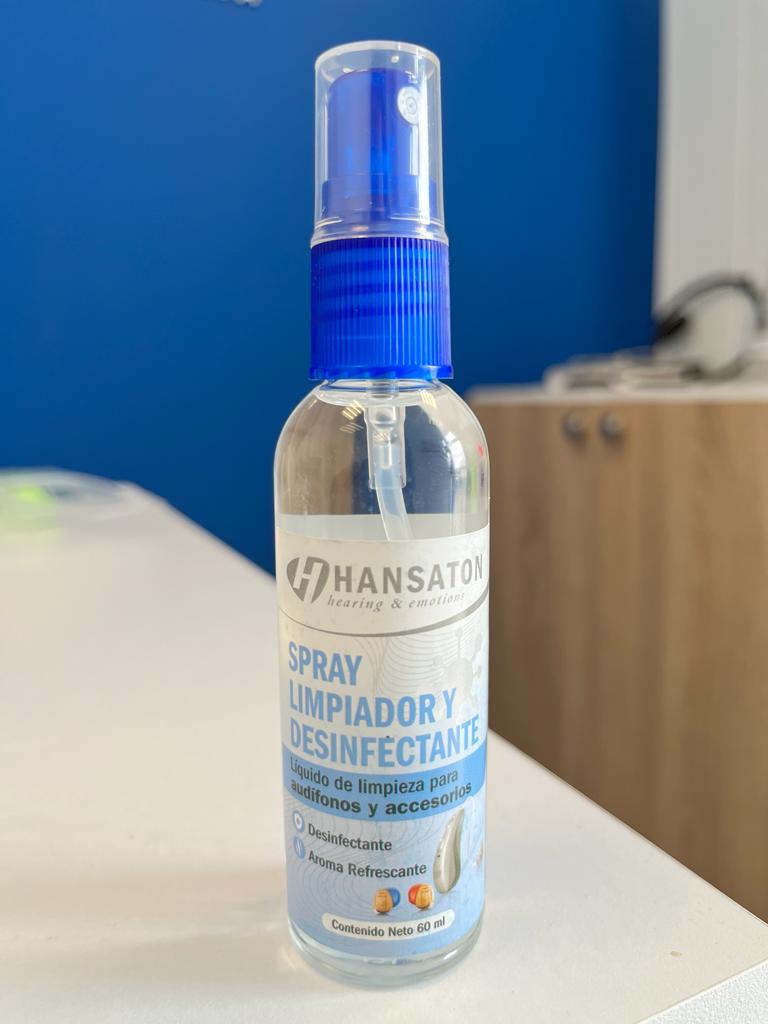 HANSATON
hearing & emotions
SPRAY
LIMPIADOR Y
DESINFECTANTE
Líquido de limpieza para
audífonos y accesorios
Desinfectante
Aroma Refrescante
Contenido Neto 60 ml